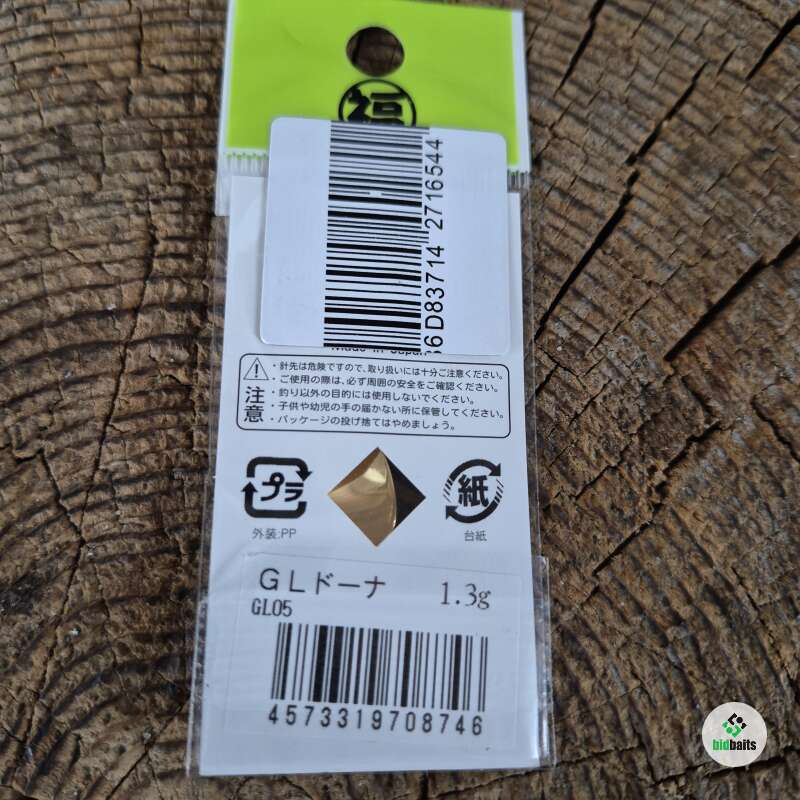 福
6D83714 2716544
Made in Japan
注意
・針先は危険ですので、取り扱いには十分ご注意ください。
・ご使用の際は、必ず周囲の安全をご確認ください。
・釣り以外の目的には使用しないでください。
・子供や幼児の手の届かない所に保管してください。
・パッケージの投げ捨てはやめましょう。
プラ
紙
外装:PP
台紙
GLドーナ 1.3g
GL05
4573319708746
bidbaits